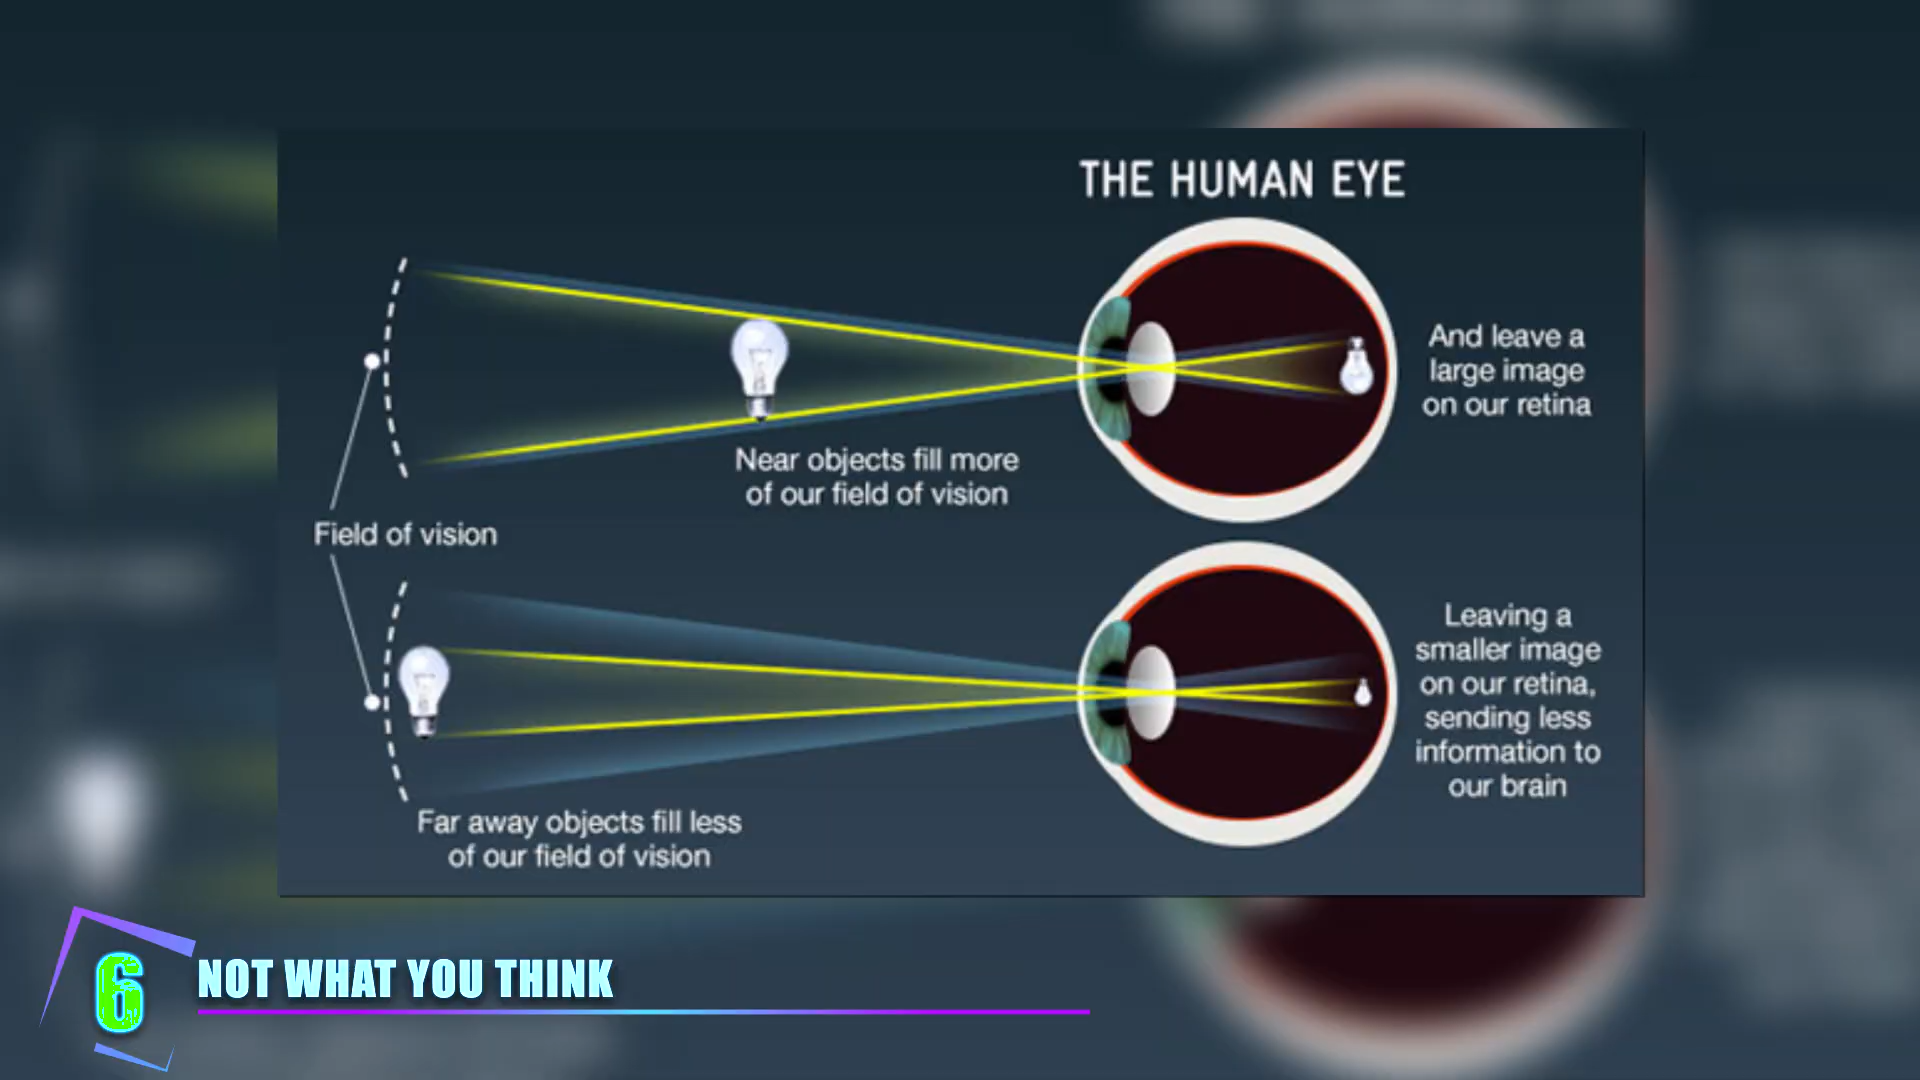 THE HUMAN EYE
And leave a
large image
on our retina
Near objects fill more
of our field of vision
Field of vision
Leaving a
smaller image
on our retina,
sending less
information to
our brain
Far away objects fill less
of our field of vision
6
NOT WHAT YOU THINK